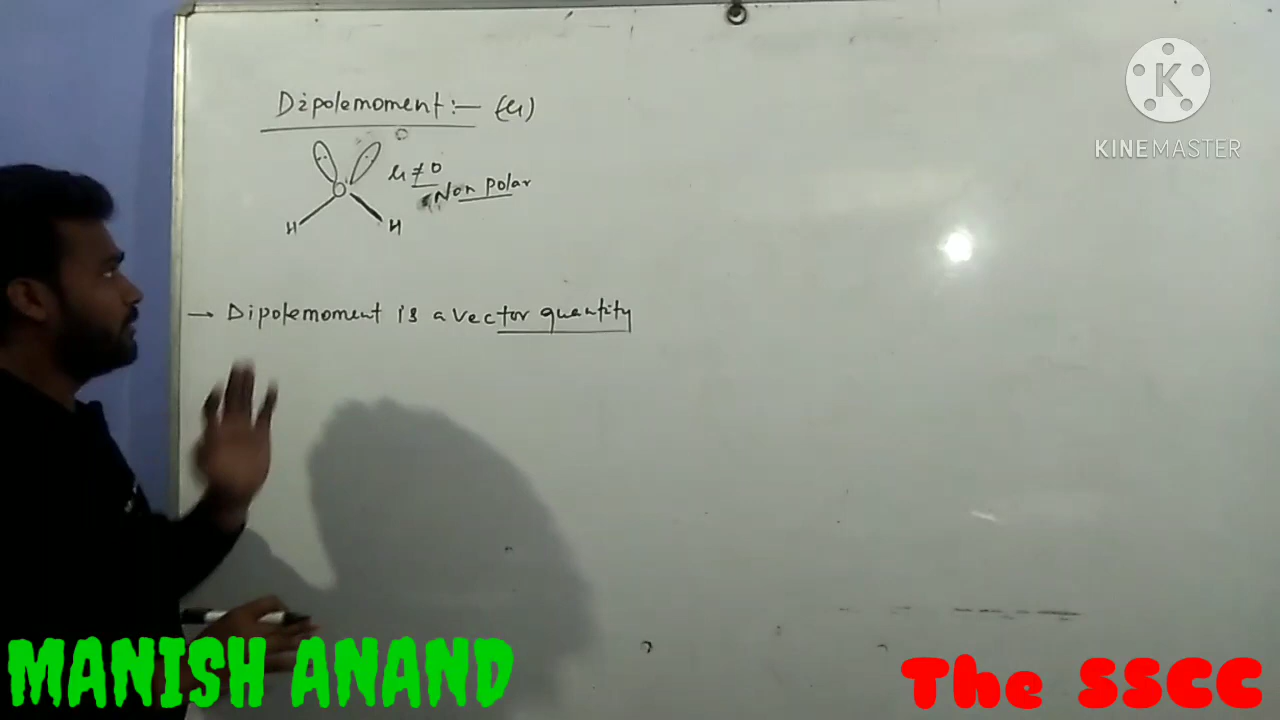 Dipolemoment :— (μ)
μ ≠ 0
Non polar
O
H H
→ Dipolemoment is a vector quantity
K
KINEMASTER
MANISH ANAND
The SSCC